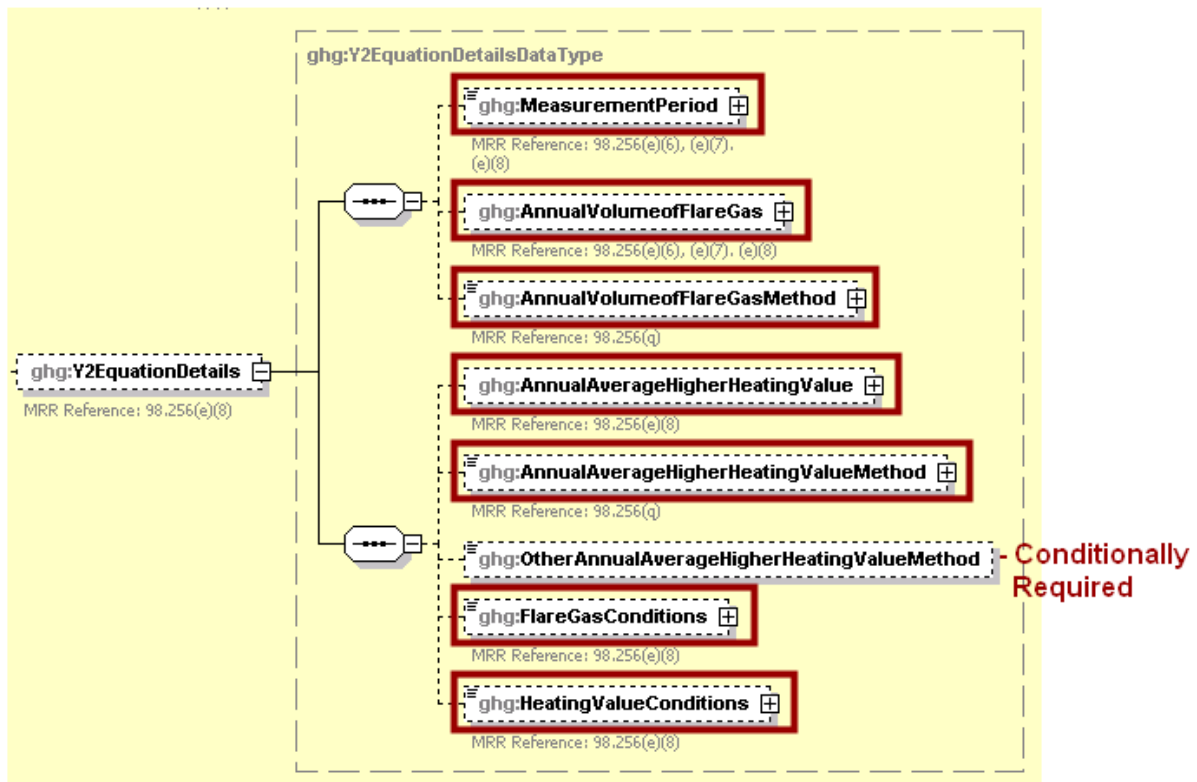 ghg:Y2EquationDetailsDataType
ghg:MeasurementPeriod
MRR Reference: 98.256(e)(6), (e)(7).
(e)(8)
ghg:AnnualVolumeofFlareGas
MRR Reference: 98.256(e)(6), (e)(7). (e)(8)
ghg:AnnualVolumeofFlareGasMethod
MRR Reference: 98.256(q)
ghg:Y2EquationDetails
MRR Reference: 98.256(e)(8)
ghg:AnnualAverageHigherHeatingValue
MRR Reference: 98.256(e)(8)
ghg:AnnualAverageHigherHeatingValueMethod
MRR Reference: 98.256(q)
ghg:OtherAnnualAverageHigherHeatingValueMethod
- Conditionally
Required
ghg:FlareGasConditions
MRR Reference: 98.256(e)(8)
ghg:HeatingValueConditions
MRR Reference: 98.256(e)(8)